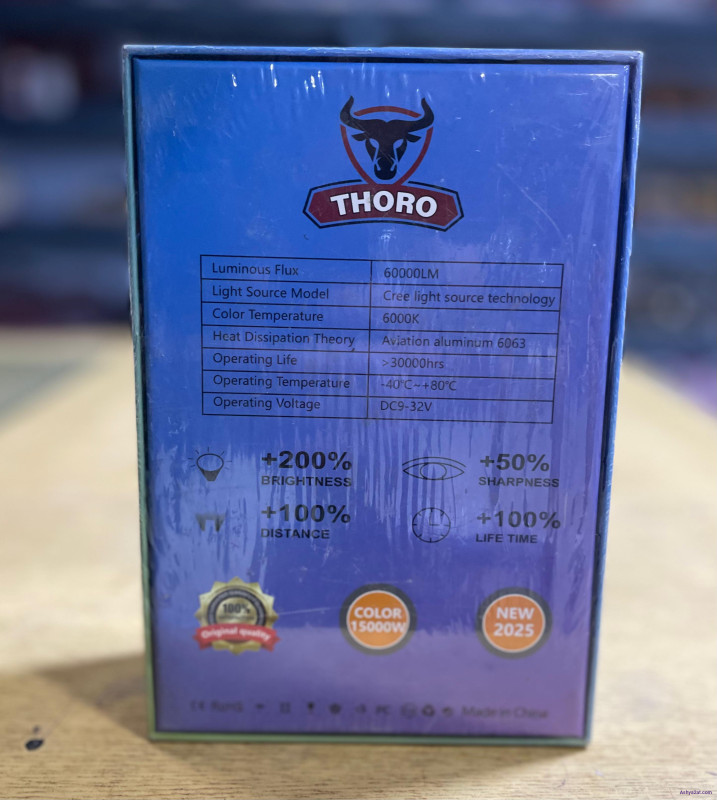 THORO
Luminous Flux 60000LM
Light Source Model Cree light source technology
Color Temperature 6000K
Heat Dissipation Theory Aviation aluminum 6063
Operating Life >30000hrs
Operating Temperature -40℃~+80℃
Operating Voltage DC9-32V
+200% +50%
BRIGHTNESS SHARPNESS
+100% +100%
DISTANCE LIFE TIME
100%
Original quality
COLOR
15000W
NEW
2025
CE RoHS Made in China